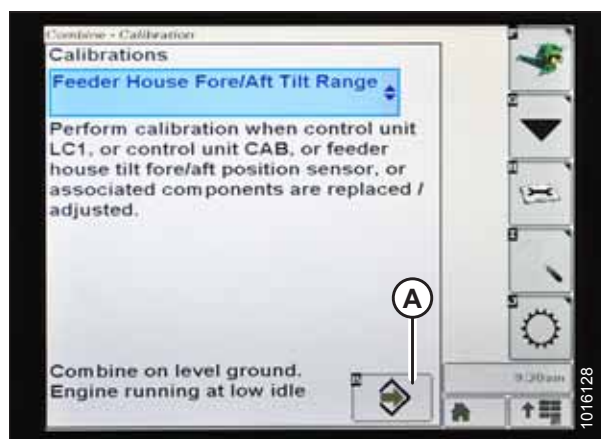 Combine - Calibration
Calibrations
Feeder House Fore/Aft Tilt Range
Perform calibration when control unit
LC1, or control unit CAB, or feeder
house tilt fore/aft position sensor, or
associated components are replaced /
adjusted.
A
Combine on level ground.
Engine running at low idle
9:20am
1016128